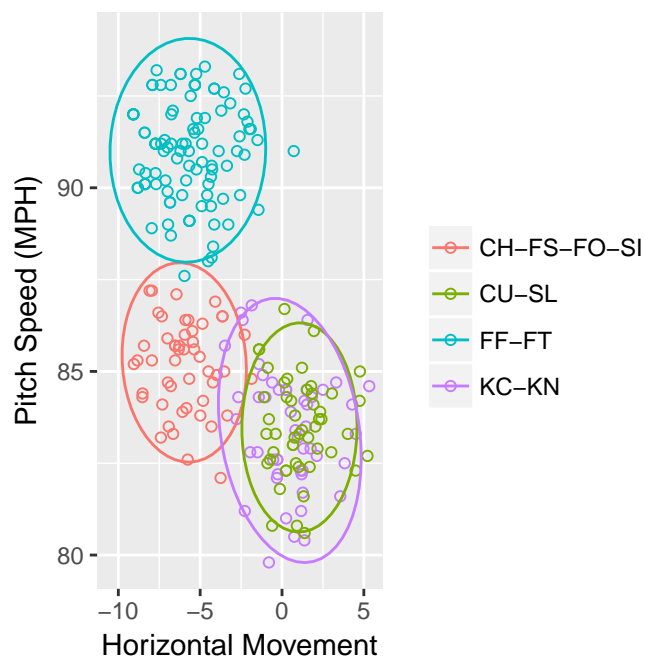 Pitch Speed (MPH)
90
85
80
−10
−5
0
5
Horizontal Movement
CH−FS−FO−SI
CU−SL
FF−FT
KC−KN